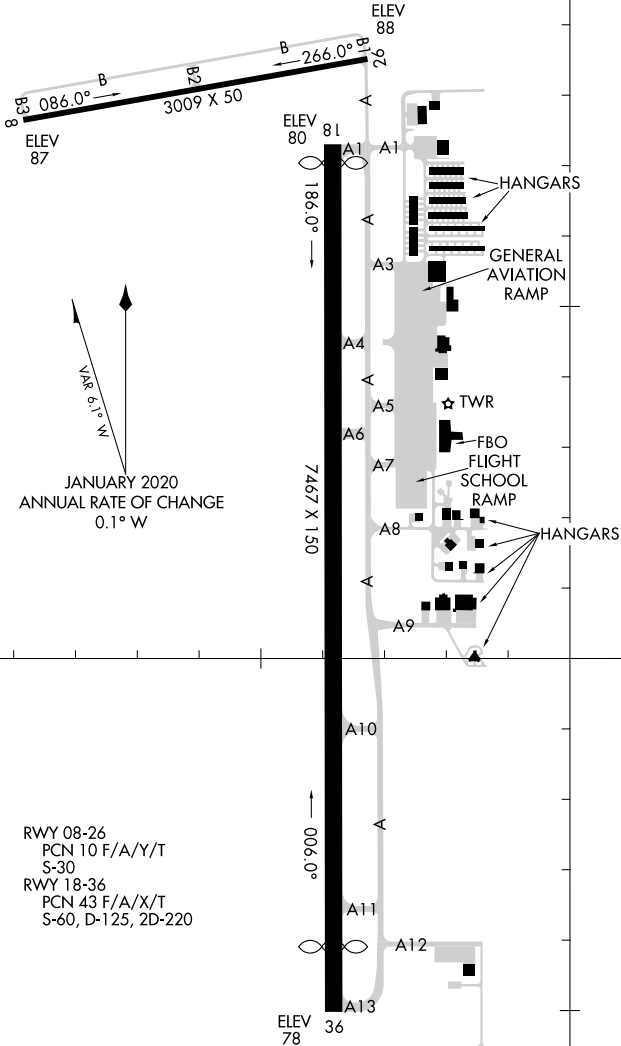 ELEV
88
B1
26
266.0°
B
B2
B
086.0°
3009 X 50
B3
8
ELEV
87
ELEV
80
18
A
A1
A1
HANGARS
186.0°
A
A3
GENERAL
AVIATION
RAMP
A4
VAR 6.1° W
A
A5
TWR
A6
FBO
A7
FLIGHT
SCHOOL
RAMP
JANUARY 2020
ANNUAL RATE OF CHANGE
0.1° W
7467 X 150
A8
HANGARS
A
A9
A10
006.0°
A
RWY 08-26
PCN 10 F/A/Y/T
S-30
RWY 18-36
PCN 43 F/A/X/T
S-60, D-125, 2D-220
A11
A12
A13
ELEV
78
36